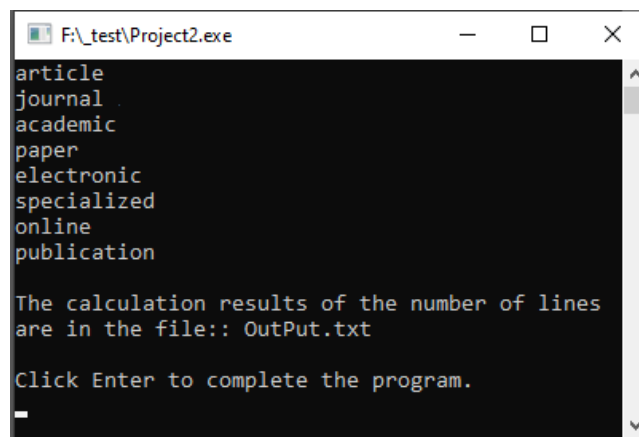 F:\_test\Project2.exe
article
journal
academic
paper
electronic
specialized
online
publication
The calculation results of the number of lines
are in the file:: OutPut.txt
Click Enter to complete the program.